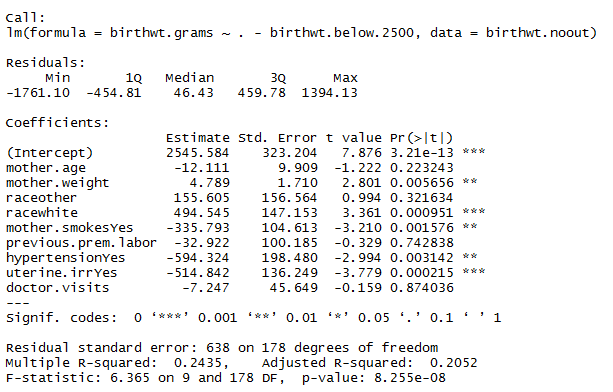 Call:
lm(formula = birthwt.grams ~ . - birthwt.below.2500, data = birthwt.noout)
Residuals:
Min 1Q Median 3Q Max
-1761.10 -454.81 46.43 459.78 1394.13
Coefficients:
Estimate Std. Error t value Pr(>|t|)
(Intercept) 2545.584 323.204 7.876 3.21e-13 ***
mother.age -12.111 9.909 -1.222 0.223243
mother.weight 4.789 1.710 2.801 0.005656 **
raceother 155.605 156.564 0.994 0.321634
racewhite 494.545 147.153 3.361 0.000951 ***
mother.smokesYes -335.793 104.613 -3.210 0.001576 **
previous.prem.labor -32.922 100.185 -0.329 0.742838
hypertensionYes -594.324 198.480 -2.994 0.003142 **
uterine.irrYes -514.842 136.249 -3.779 0.000215 ***
doctor.visits -7.247 45.649 -0.159 0.874036
---
Signif. codes: 0 ‘***’ 0.001 ‘**’ 0.01 ‘*’ 0.05 ‘.’ 0.1 ‘ ’ 1
Residual standard error: 638 on 178 degrees of freedom
Multiple R-squared: 0.2435, Adjusted R-squared: 0.2052
F-statistic: 6.365 on 9 and 178 DF, p-value: 8.255e-08